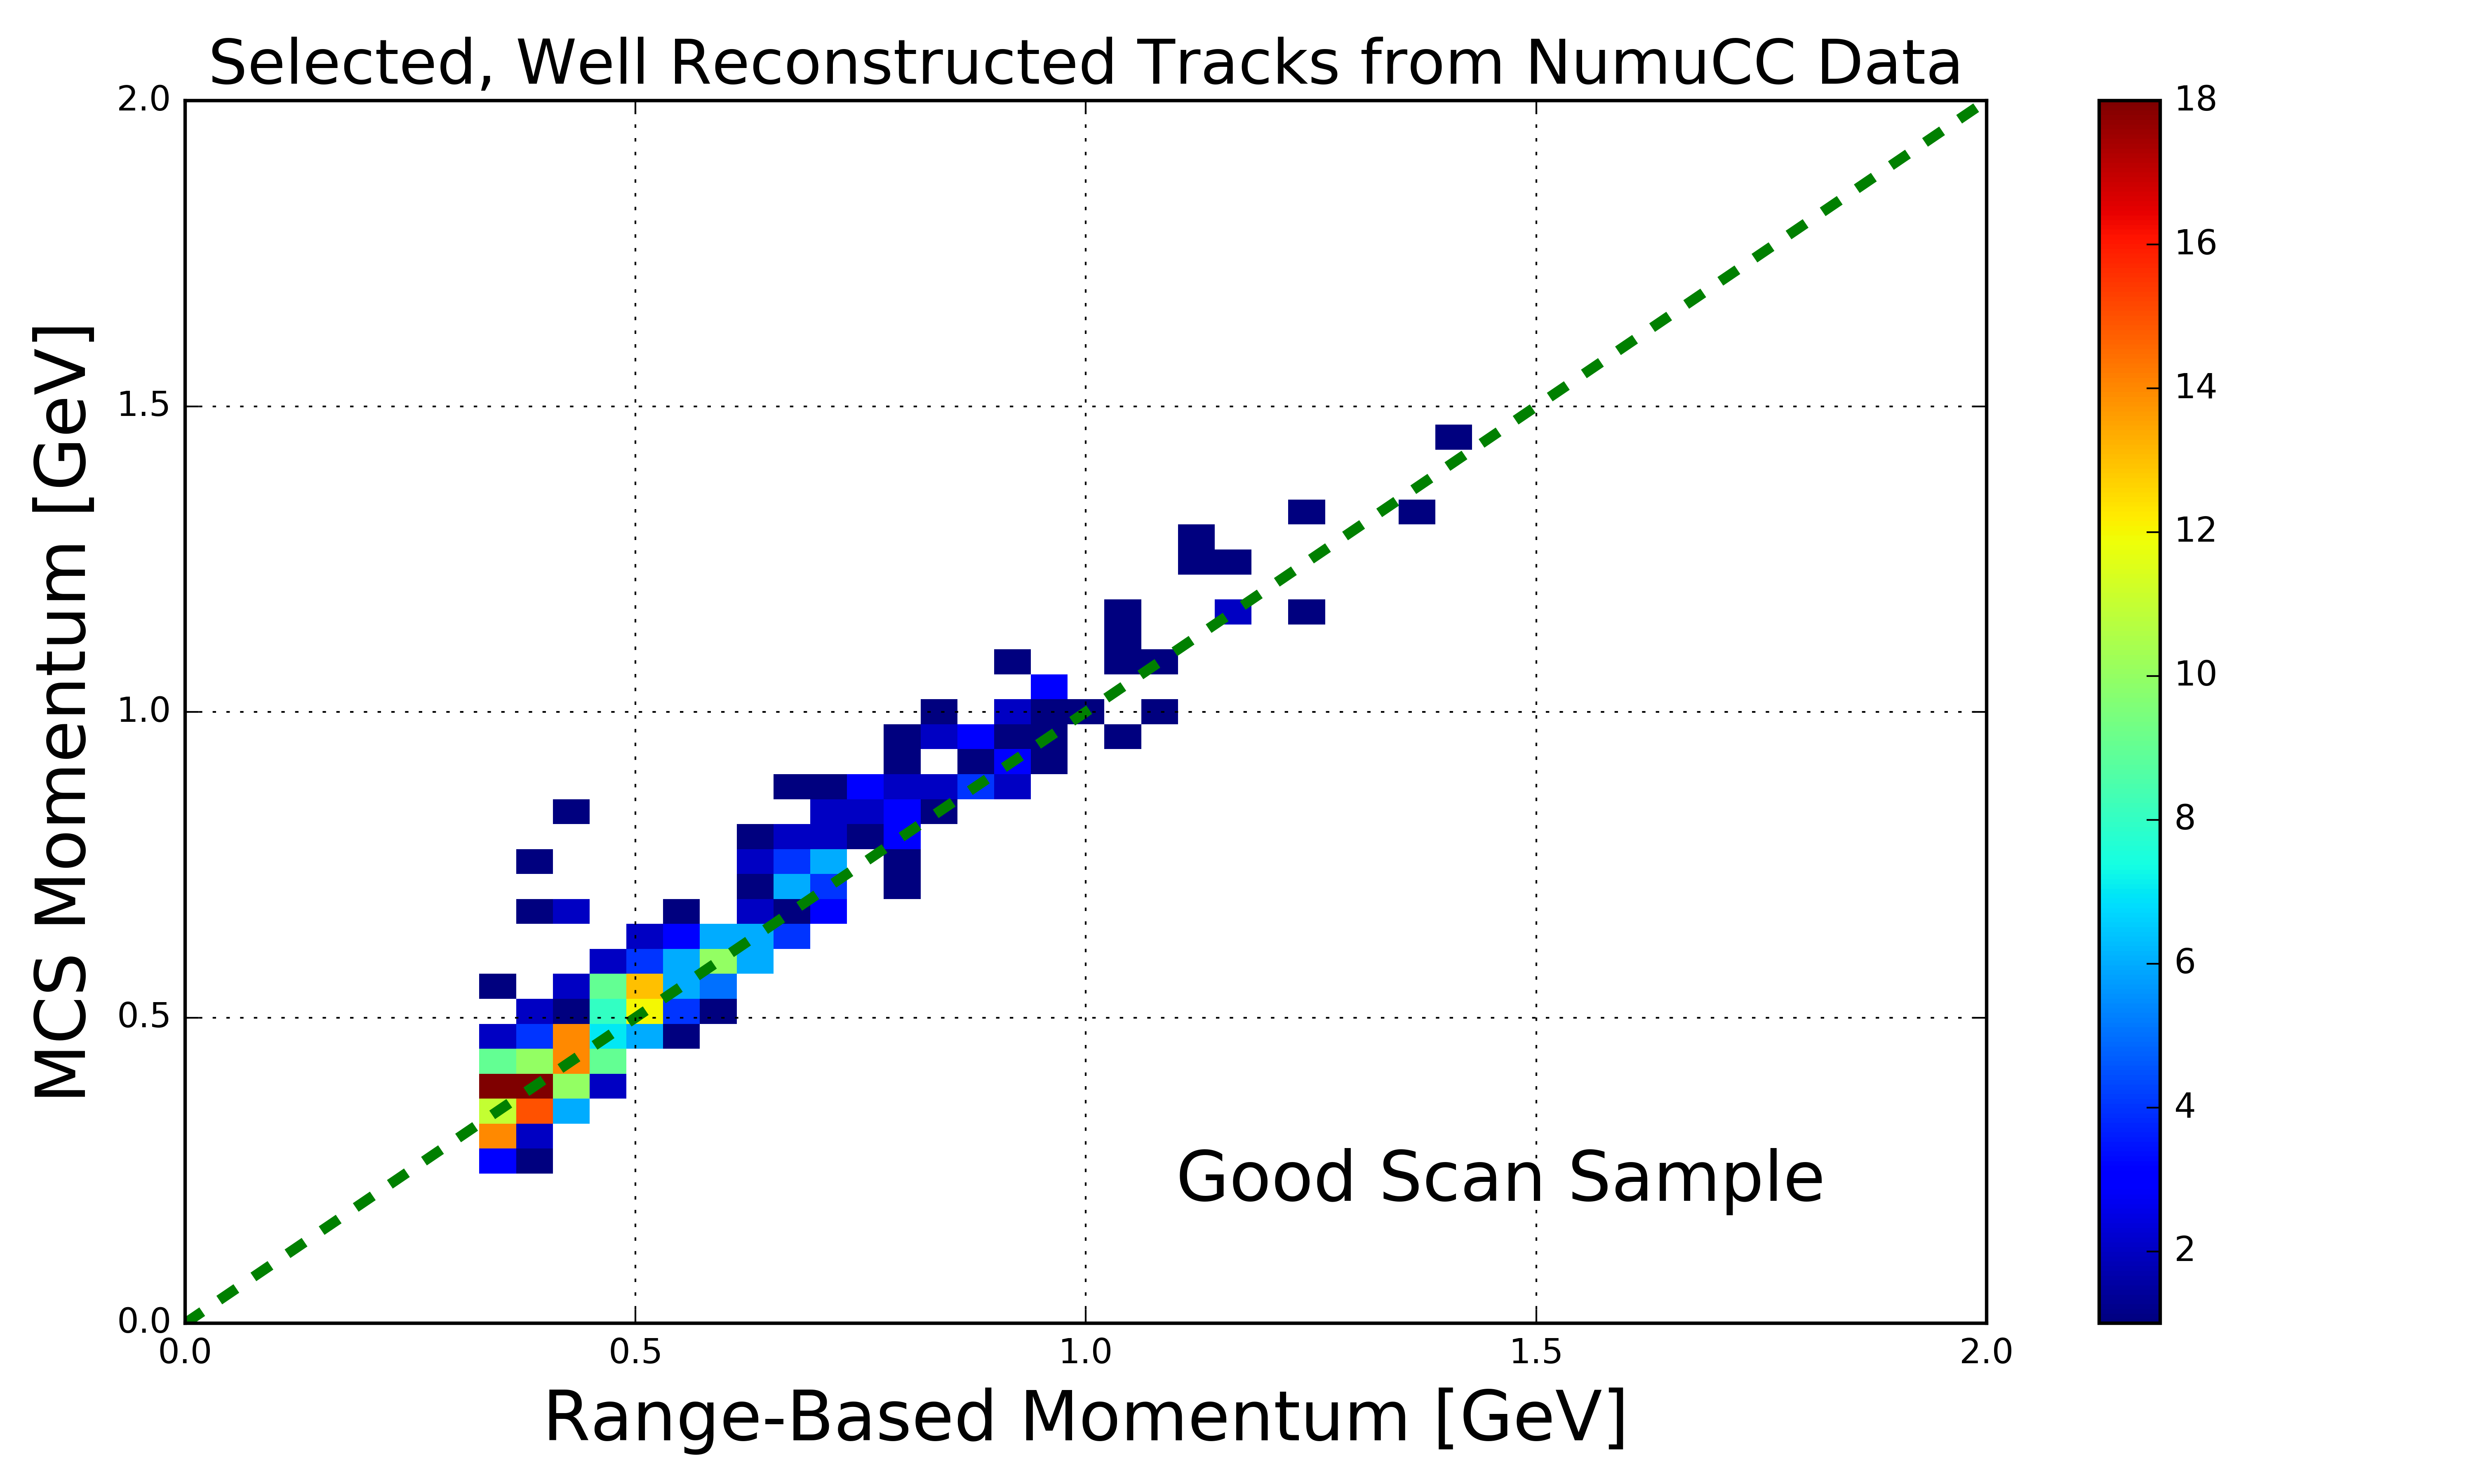 Selected, Well Reconstructed Tracks from NumuCC Data
2.0
1.5
1.0
0.5
0.0
MCS Momentum [GeV]
Good Scan Sample
0.0 0.5 1.0 1.5 2.0
Range-Based Momentum [GeV]
18
16
14
12
10
8
6
4
2